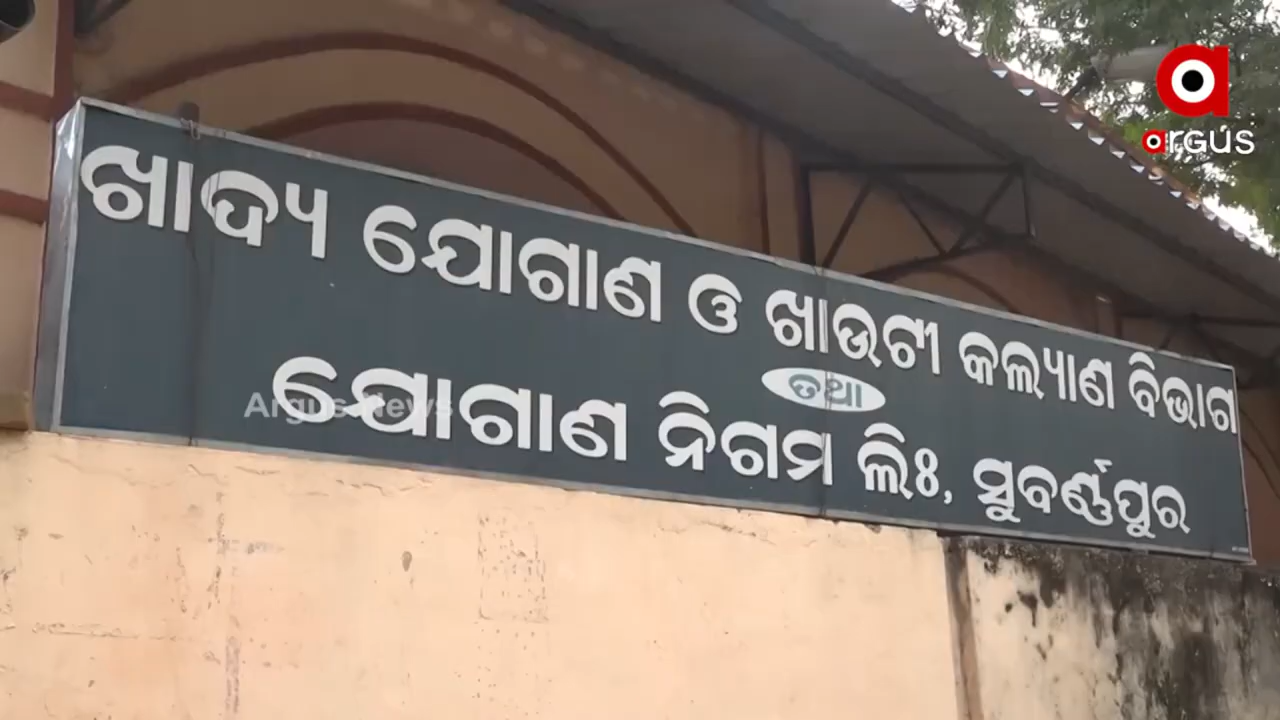 argus
ଖାଦ୍ୟ ଯୋଗାଣ ଓ ଖାଉଟୀ କଲ୍ୟାଣ ବିଭାଗ
ତଥା
ଯୋଗାଣ ନିଗମ ଲିଃ, ସୁବର୍ଣ୍ଣପୁର
Argus News